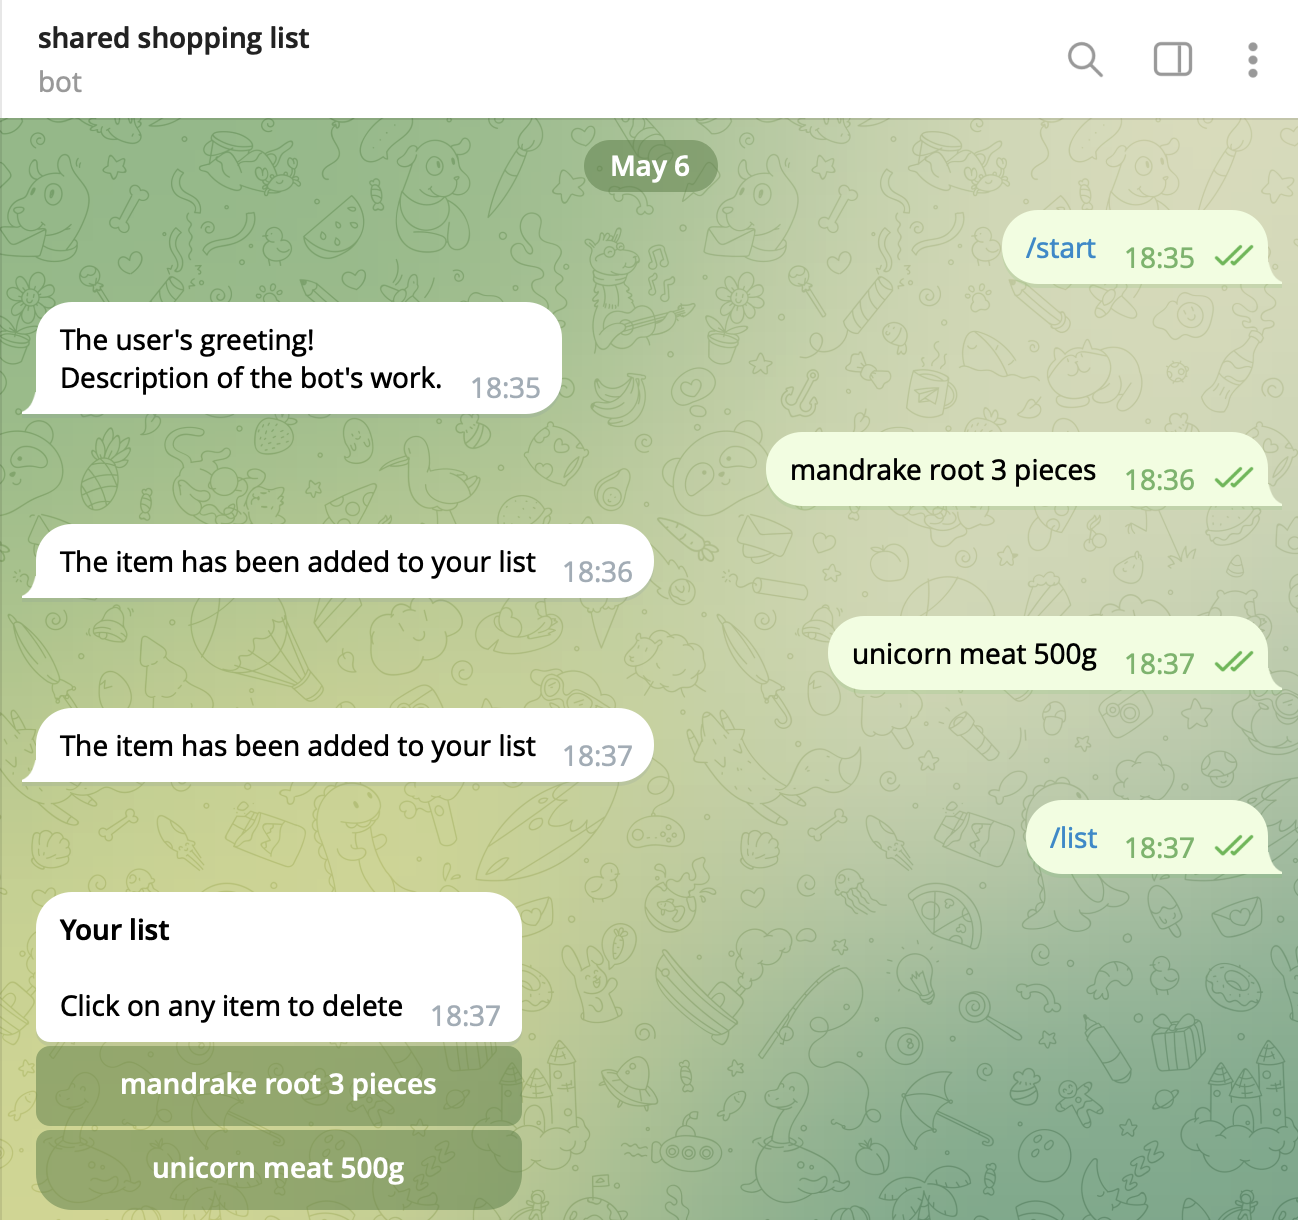 shared shopping list
bot
May 6
/start 18:35
The user's greeting!
Description of the bot's work. 18:35
mandrake root 3 pieces 18:36
The item has been added to your list 18:36
unicorn meat 500g 18:37
The item has been added to your list 18:37
/list 18:37
Your list
Click on any item to delete 18:37
mandrake root 3 pieces
unicorn meat 500g